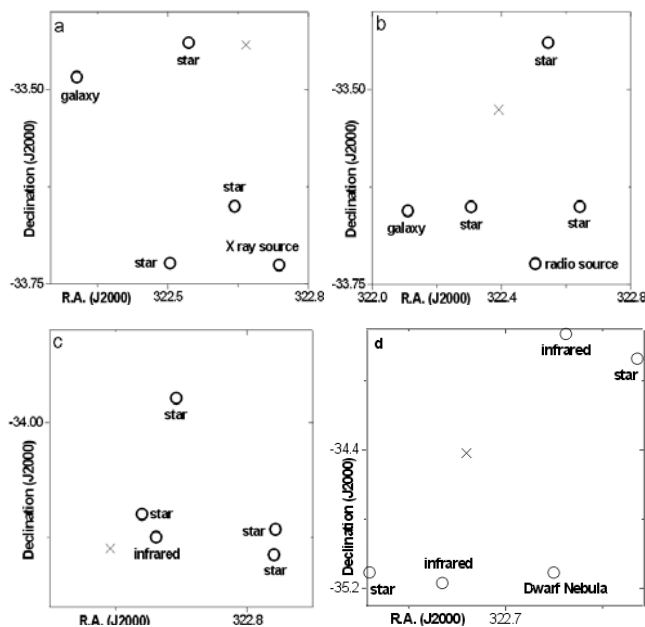 a
star
galaxy
-33.50
Declination (J2000)
star
star
X ray source
-33.75
R.A. (J2000)
322.5
322.8
b
star
-33.50
Declination (J2000)
galaxy
star
star
radio source
-33.75
322.0
R.A. (J2000)
322.4
322.8
c
star
-34.00
Declination (J2000)
star
star
infrared
star
R.A. (J2000)
322.8
d
infrared
star
-34.4
Declination (J2000)
infrared
star
Dwarf Nebula
-35.2
R.A. (J2000)
322.7